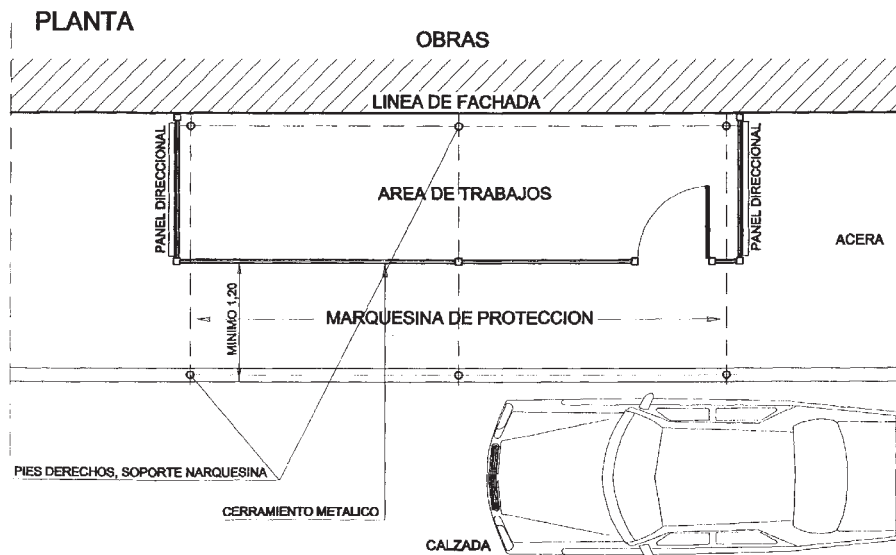 PLANTA
OBRAS
LINEA DE FACHADA
PANEL DIRECCIONAL
AREA DE TRABAJOS
PANEL DIRECCIONAL
ACERA
MINIMO 1,20
MARQUESINA DE PROTECCION
PIES DERECHOS, SOPORTE NARQUESINA
CERRAMIENTO METALICO
CALZADA